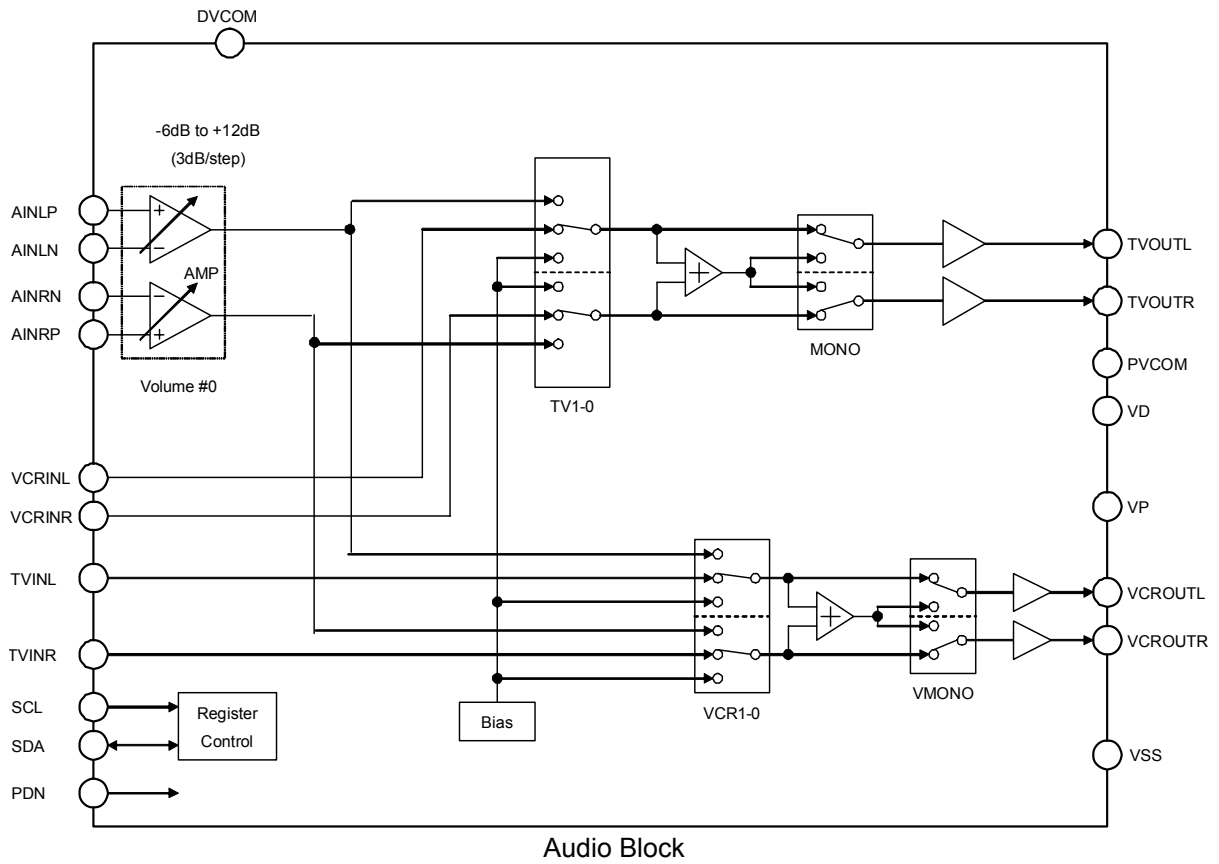 DVCOM
-6dB to +12dB
(3dB/step)
AINLP
AINLN
AINRN
AINRP
+
−
AMP
−
+
Volume #0
TV1-0
+
MONO
TVOUTL
TVOUTR
PVCOM
VD
VP
VCRINL
VCRINR
TVINL
TVINR
SCL
SDA
PDN
Register
Control
Bias
VCR1-0
+
VMONO
VCROUTL
VCROUTR
VSS
Audio Block